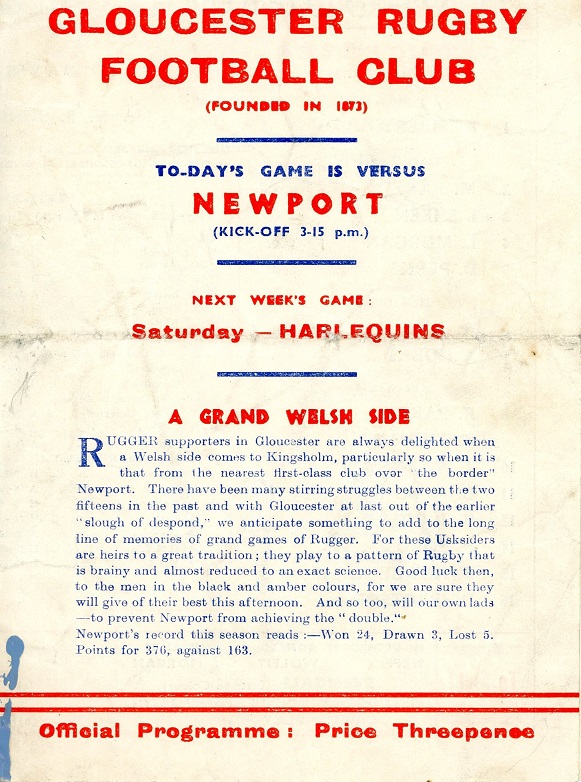 GLOUCESTER RUGBY
FOOTBALL CLUB
(FOUNDED IN 1873)
TO-DAY'S GAME IS VERSUS
NEWPORT
(KICK-OFF 3-15 p.m.)
NEXT WEEK'S GAME:
Saturday — HARLEQUINS
A GRAND WELSH SIDE
RUGGER supporters in Gloucester are always delighted when
a Welsh side comes to Kingsholm, particularly so when it is
that from the nearest first-class club over "the border"
Newport. There have been many stirring struggles between the two
fifteens in the past and with Gloucester at last out of the earlier
"slough of despond," we anticipate something to add to the long
line of memories of grand games of Rugger. For these Usksiders
are heirs to a great tradition; they play to a pattern of Rugby that
is brainy and almost reduced to an exact science. Good luck then,
to the men in the black and amber colours, for we are sure they
will give of their best this afternoon. And so too, will our own lads
—to prevent Newport from achieving the "double."
Newport's record this season reads:—Won 24, Drawn 3, Lost 5.
Points for 376, against 163.
Official Programme: Price Threepence